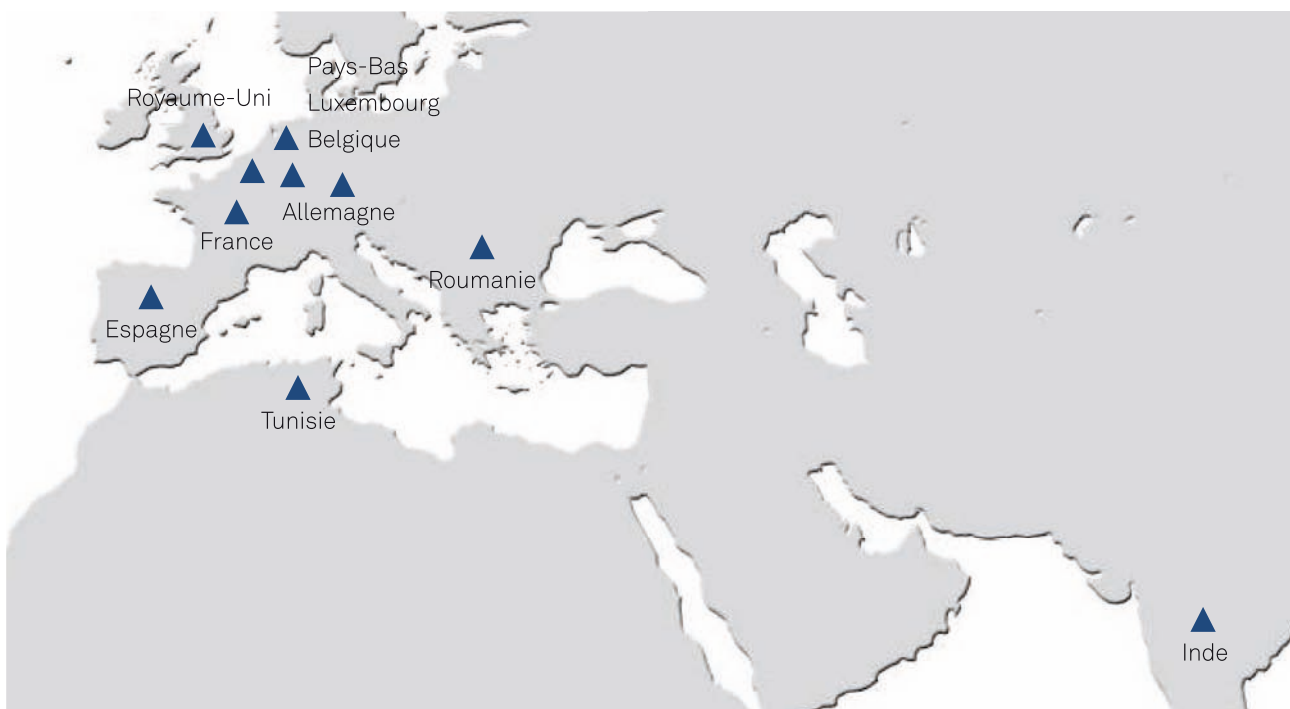 Pays-Bas
Royaume-Uni
Luxembourg
Belgique
Allemagne
France
Roumanie
Espagne
Tunisie
Inde